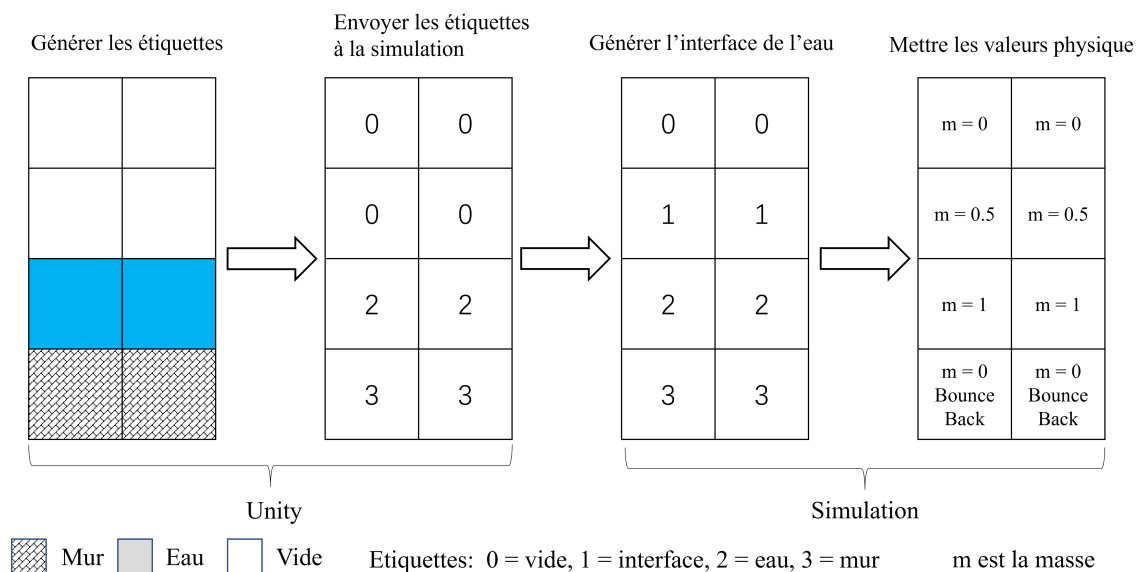 Générer les étiquettes
Envoyer les étiquettes
à la simulation
Générer l'interface de l'eau
Mettre les valeurs physique
0 0
0 0
2 2
3 3
0 0
1 1
2 2
3 3
m = 0 m = 0
m = 0.5 m = 0.5
m = 1 m = 1
m = 0 m = 0
Bounce Bounce
Back Back
Unity
Simulation
Mur Eau Vide
Etiquettes: 0 = vide, 1 = interface, 2 = eau, 3 = mur
m est la masse